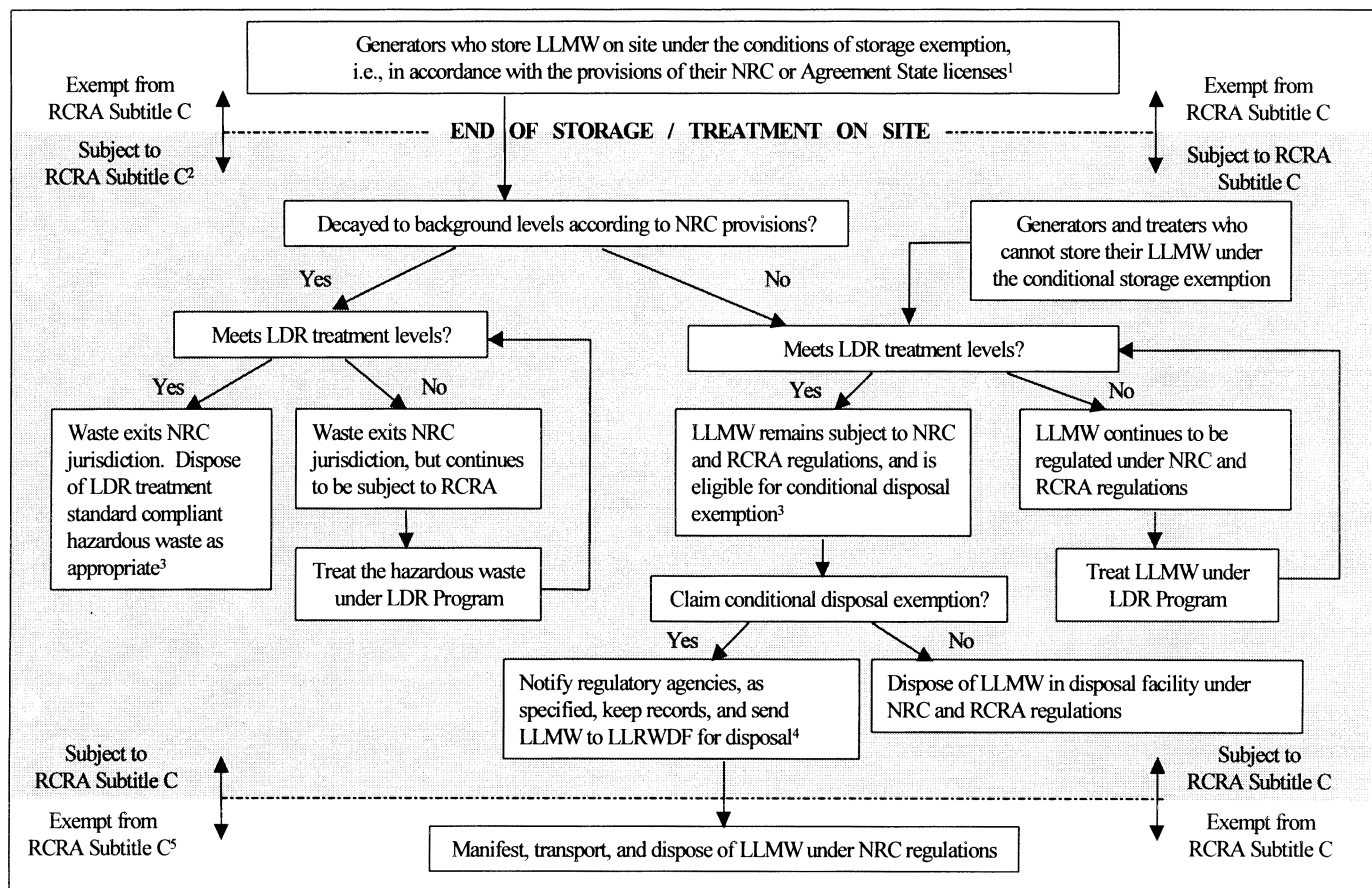 Generators who store LLMW on site under the conditions of storage exemption,
i.e., in accordance with the provisions of their NRC or Agreement State licenses¹
Exempt from
RCRA Subtitle C
Exempt from
RCRA Subtitle C
END OF STORAGE / TREATMENT ON SITE
Subject to
RCRA Subtitle C²
Subject to RCRA
Subtitle C
Decayed to background levels according to NRC provisions?
Generators and treaters who
cannot store their LLMW under
the conditional storage exemption
Yes
No
Meets LDR treatment levels?
Meets LDR treatment levels?
Yes
No
Yes
No
Waste exits NRC
jurisdiction. Dispose
of LDR treatment
standard compliant
hazardous waste as
appropriate³
Waste exits NRC
jurisdiction, but continues
to be subject to RCRA
LLMW remains subject to NRC
and RCRA regulations, and is
eligible for conditional disposal
exemption³
LLMW continues to be
regulated under NRC and
RCRA regulations
Treat the hazardous waste
under LDR Program
Treat LLMW under
LDR Program
Claim conditional disposal exemption?
Yes
No
Notify regulatory agencies, as
specified, keep records, and send
LLMW to LLRWDF for disposal⁴
Dispose of LLMW in disposal facility under
NRC and RCRA regulations
Subject to
RCRA Subtitle C
Subject to
RCRA Subtitle C
Exempt from
RCRA Subtitle C⁵
Exempt from
RCRA Subtitle C
Manifest, transport, and dispose of LLMW under NRC regulations